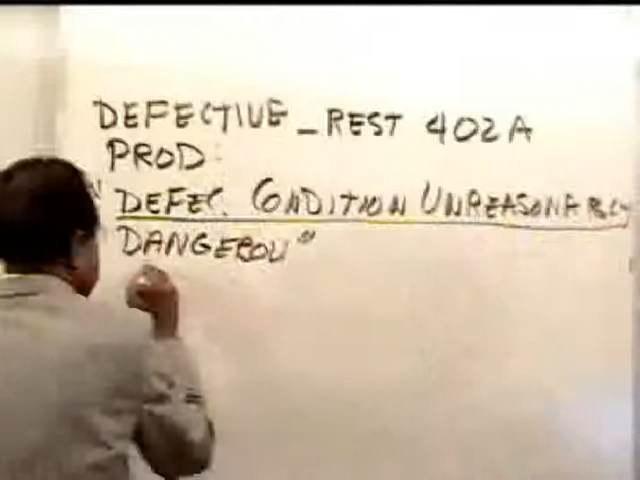 DEFECTIVE - REST 402A
PROD:
"DEFEC. CONDITION UNREASONABLY
DANGEROU"